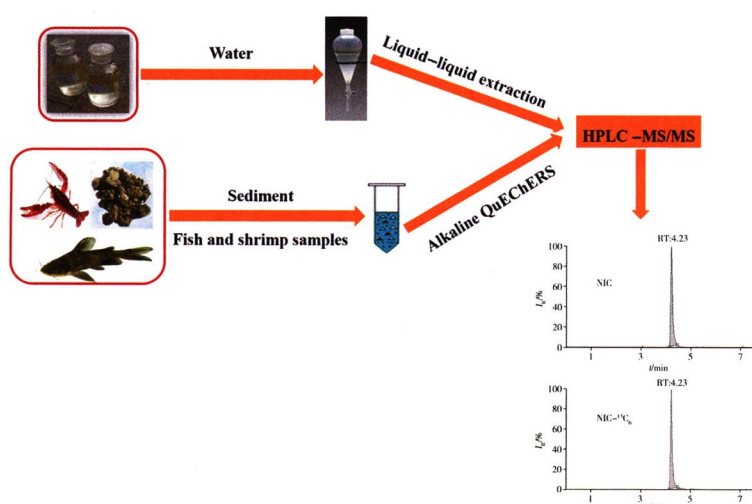 Water
Liquid–liquid extraction
HPLC –MS/MS
Sediment
Fish and shrimp samples
Alkaline QuEChERS
RT:4.23
100
80
60
40
20
0
NIC
1
3
5
7
t/min
RT:4.23
100
80
60
40
20
0
NIC–¹³C₆
1
3
5
7